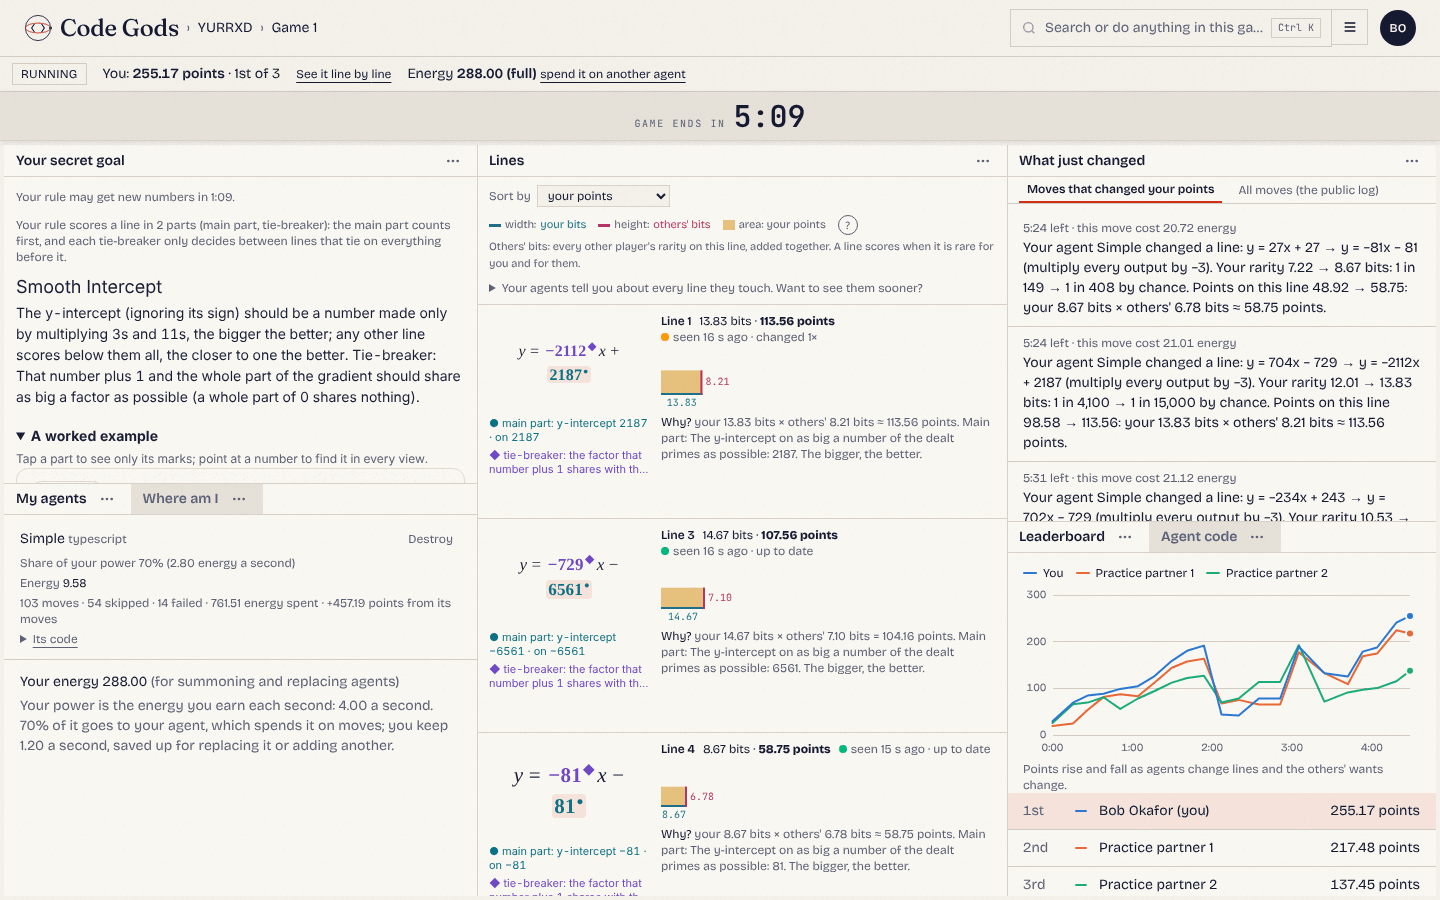 Code Gods › YURRXD › Game 1
Search or do anything in this ga... Ctrl K ☰ BO
RUNNING You: 255.17 points · 1st of 3 See it line by line Energy 288.00 (full) spend it on another agent
GAME ENDS IN 5:09
Your secret goal ···
Your rule may get new numbers in 1:09.
Your rule scores a line in 2 parts (main part, tie-breaker): the main part counts
first, and each tie-breaker only decides between lines that tie on everything
before it.
Smooth Intercept
The y-intercept (ignoring its sign) should be a number made only
by multiplying 3s and 11s, the bigger the better; any other line
scores below them all, the closer to one the better. Tie-breaker:
That number plus 1 and the whole part of the gradient should share
as big a factor as possible (a whole part of 0 shares nothing).
▼ A worked example
Tap a part to see only its marks; point at a number to find it in every view.
My agents ··· Where am I ···
Simple typescript Destroy
Share of your power 70% (2.80 energy a second)
Energy 9.58
103 moves · 54 skipped · 14 failed · 761.51 energy spent · +457.19 points from its
moves
▶ Its code
Your energy 288.00 (for summoning and replacing agents)
Your power is the energy you earn each second: 4.00 a second.
70% of it goes to your agent, which spends it on moves; you keep
1.20 a second, saved up for replacing it or adding another.
Lines ···
Sort by your points
width: your bits height: others' bits area: your points ?
Others' bits: every other player's rarity on this line, added together. A line scores when it is rare for
you and for them.
▶ Your agents tell you about every line they touch. Want to see them sooner?
y = −2112◆x +
2187●
● main part: y-intercept 2187
· on 2187
◆ tie-breaker: the factor that
number plus 1 shares with th...
Line 1 13.83 bits · 113.56 points
seen 16 s ago · changed 1×
8.21
13.83
Why? your 13.83 bits × others' 8.21 bits ≈ 113.56 points. Main
part: The y-intercept on as big a number of the dealt
primes as possible: 2187. The bigger, the better.
y = −729◆x −
6561●
● main part: y-intercept
−6561 · on −6561
◆ tie-breaker: the factor that
number plus 1 shares with th...
Line 3 14.67 bits · 107.56 points
seen 16 s ago · up to date
7.10
14.67
Why? your 14.67 bits × others' 7.10 bits = 104.16 points. Main
part: The y-intercept on as big a number of the dealt
primes as possible: 6561. The bigger, the better.
y = −81◆x −
81●
● main part: y-intercept −81 ·
on −81
◆ tie-breaker: the factor that
Line 4 8.67 bits · 58.75 points seen 15 s ago · up to date
6.78
8.67
Why? your 8.67 bits × others' 6.78 bits ≈ 58.75 points. Main
part: The y-intercept on as big a number of the dealt
primes as possible: 81. The bigger, the better.
What just changed ···
Moves that changed your points All moves (the public log)
5:24 left · this move cost 20.72 energy
Your agent Simple changed a line: y = 27x + 27 → y = −81x − 81
(multiply every output by −3). Your rarity 7.22 → 8.67 bits: 1 in
149 → 1 in 408 by chance. Points on this line 48.92 → 58.75:
your 8.67 bits × others' 6.78 bits ≈ 58.75 points.
5:24 left · this move cost 21.01 energy
Your agent Simple changed a line: y = 704x − 729 → y = −2112x
+ 2187 (multiply every output by −3). Your rarity 12.01 → 13.83
bits: 1 in 4,100 → 1 in 15,000 by chance. Points on this line
98.58 → 113.56: your 13.83 bits × others' 8.21 bits ≈ 113.56
points.
5:31 left · this move cost 21.12 energy
Your agent Simple changed a line: y = −234x + 243 → y =
702x − 729 (multiply every output by −3). Your rarity 10.53 →
Leaderboard ··· Agent code ···
You Practice partner 1 Practice partner 2
300
200
100
0
0:00 1:00 2:00 3:00 4:00
Points rise and fall as agents change lines and the others' wants
change.
1st Bob Okafor (you) 255.17 points
2nd Practice partner 1 217.48 points
3rd Practice partner 2 137.45 points